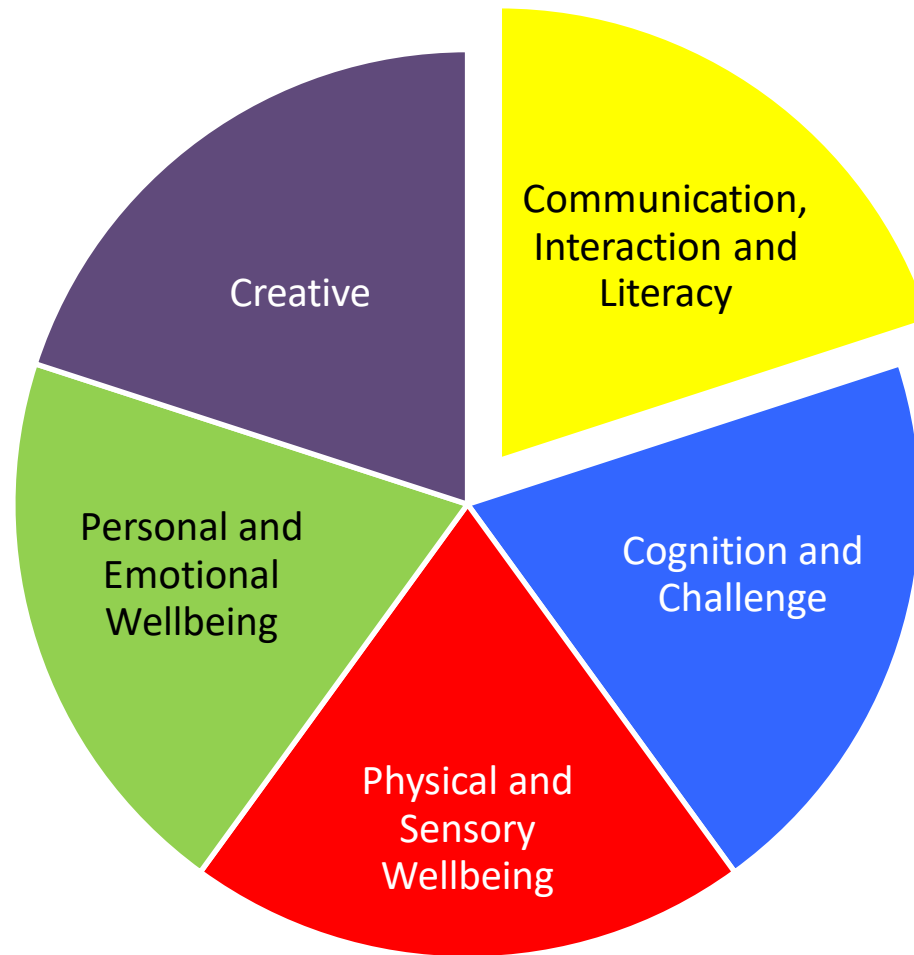 Communication,
Interaction and
Literacy
Creative
Cognition and
Challenge
Personal and
Emotional
Wellbeing
Physical and
Sensory
Wellbeing